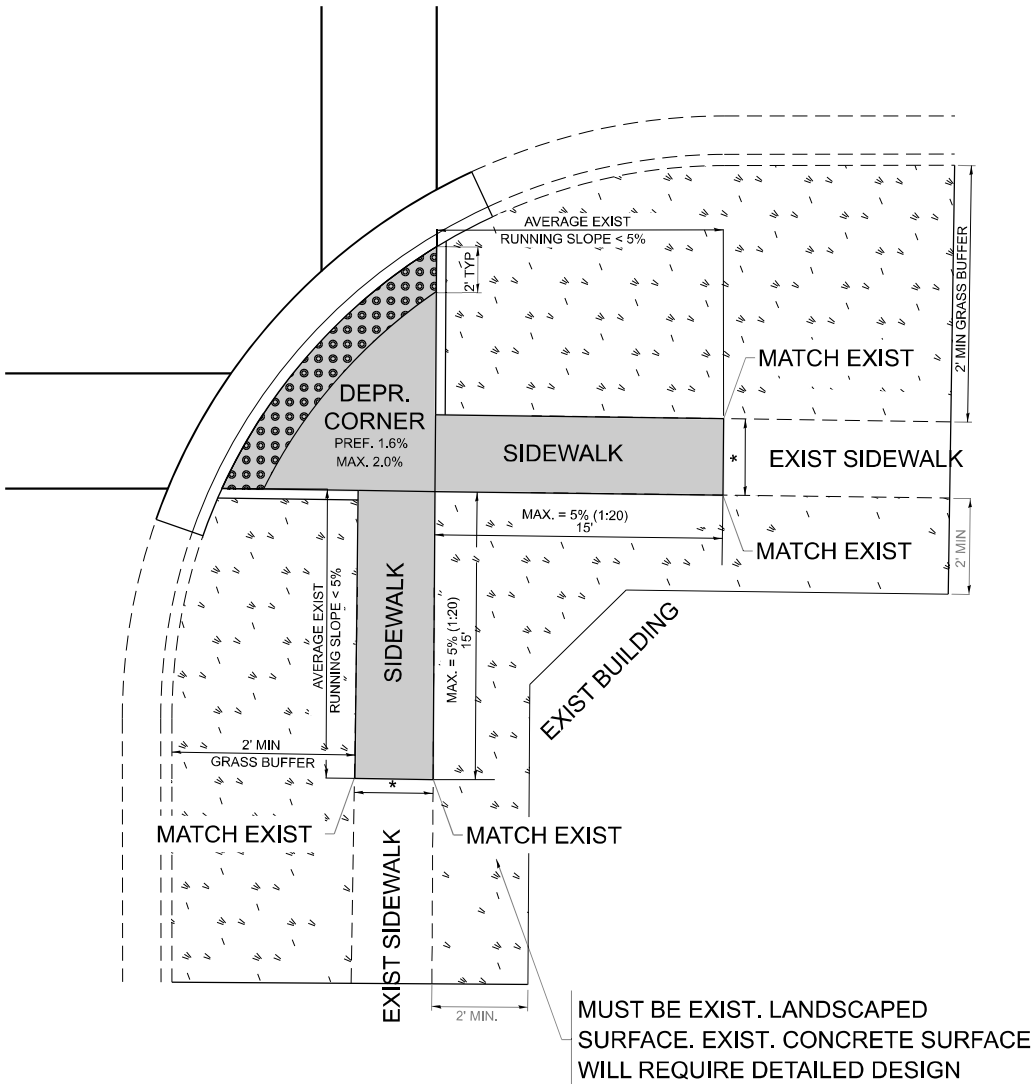 AVERAGE EXIST
RUNNING SLOPE < 5%
2' TYP
2' MIN GRASS BUFFER
MATCH EXIST
DEPR.
CORNER
PREF. 1.6%
MAX. 2.0%
SIDEWALK
*
EXIST SIDEWALK
MAX. = 5% (1:20)
15'
MATCH EXIST
2' MIN
AVERAGE EXIST
RUNNING SLOPE < 5%
SIDEWALK
MAX. = 5% (1:20)
15'
EXIST BUILDING
2' MIN
GRASS BUFFER
*
MATCH EXIST
MATCH EXIST
EXIST SIDEWALK
2' MIN.
MUST BE EXIST. LANDSCAPED
SURFACE. EXIST. CONCRETE SURFACE
WILL REQUIRE DETAILED DESIGN